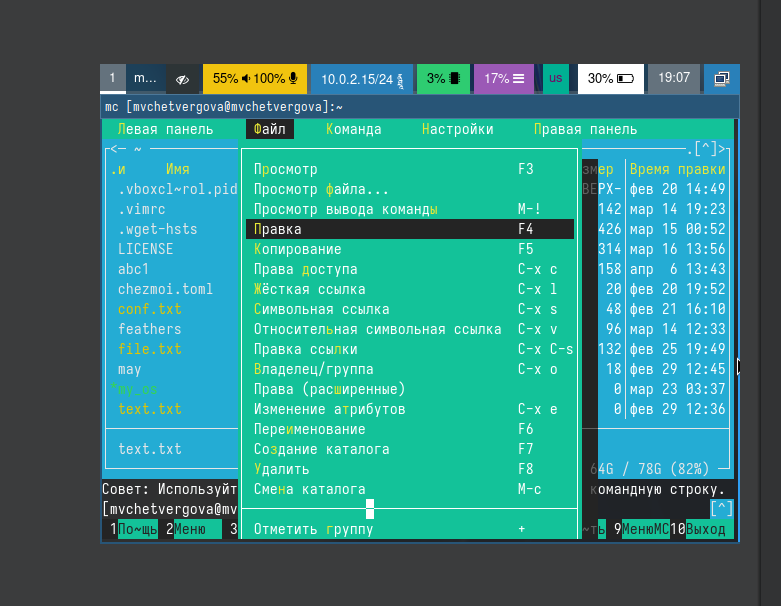 1 m... 55% 100% 10.0.2.15/24 3% 17% us 30% 19:07
mc [mvchetvergova@mvchetvergova]:~
Левая панель Файл Команда Настройки Правая панель
<— ~ .[^]>
.и Имя змер Время правки
Просмотр F3
.vboxcl~rol.pid Просмотр файла... ВЕРХ- фев 20 14:49
.vimrc Просмотр вывода команды M-! 142 мар 14 19:23
.wget-hsts Правка F4 426 мар 15 00:52
LICENSE Копирование F5 314 мар 16 13:56
abc1 Права доступа C-x c 158 апр 6 13:43
chezmoi.toml Жёсткая ссылка C-x l 20 фев 20 19:52
conf.txt Символьная ссылка C-x s 48 фев 21 16:10
feathers Относительная символьная ссылка C-x v 96 мар 14 12:33
file.txt Правка ссылки C-x C-s 132 фев 25 19:49
may Владелец/группа C-x o 18 фев 29 12:45
*my_os Права (расширенные) 0 мар 23 03:37
text.txt Изменение атрибутов C-x e 0 фев 29 12:36
Переименование F6
text.txt Создание каталога F7
Удалить F8 64G / 78G (82%)
Совет: Используйт Смена каталога M-c командную строку.
[mvchetvergova@mv [^]
1По~щь 2Меню 3 Отметить группу + ~ть 9МенюMC10Выход